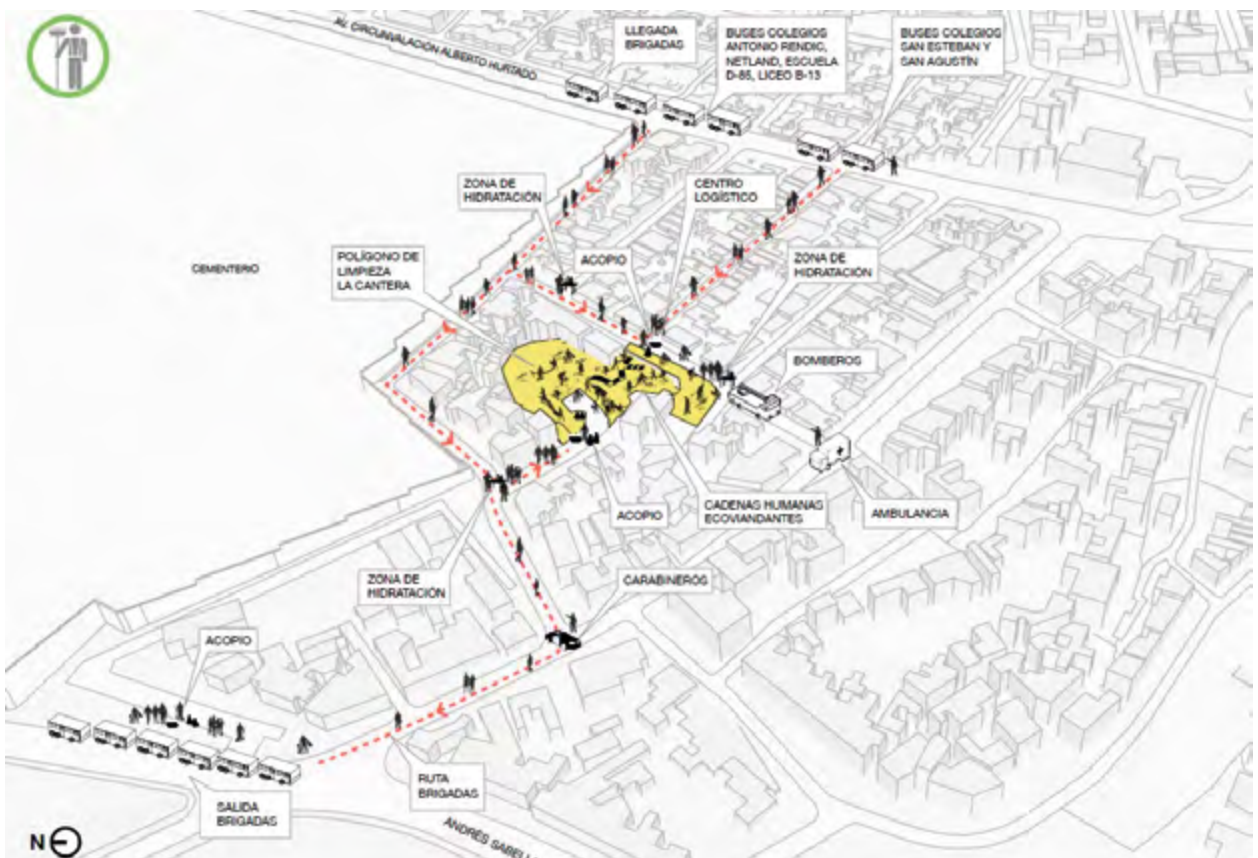 AV. CIRCUNVALACIÓN ALBERTO HURTADO
LLEGADA
BRIGADAS
BUSES COLEGIOS
ANTONIO RENDIC,
NETLAND, ESCUELA
D-85, LICEO B-13
BUSES COLEGIOS
SAN ESTEBAN Y
SAN AGUSTÍN
ZONA DE
HIDRATACIÓN
CENTRO
LOGÍSTICO
CEMENTERIO
POLÍGONO DE
LIMPIEZA
LA CANTERA
ACOPIO
ZONA DE
HIDRATACIÓN
BOMBEROS
ACOPIO
CADENAS HUMANAS
ECOVIANDANTES
AMBULANCIA
ZONA DE
HIDRATACIÓN
CARABINEROS
ACOPIO
RUTA
BRIGADAS
SALIDA
BRIGADAS
ANDRÉS SABELL
N